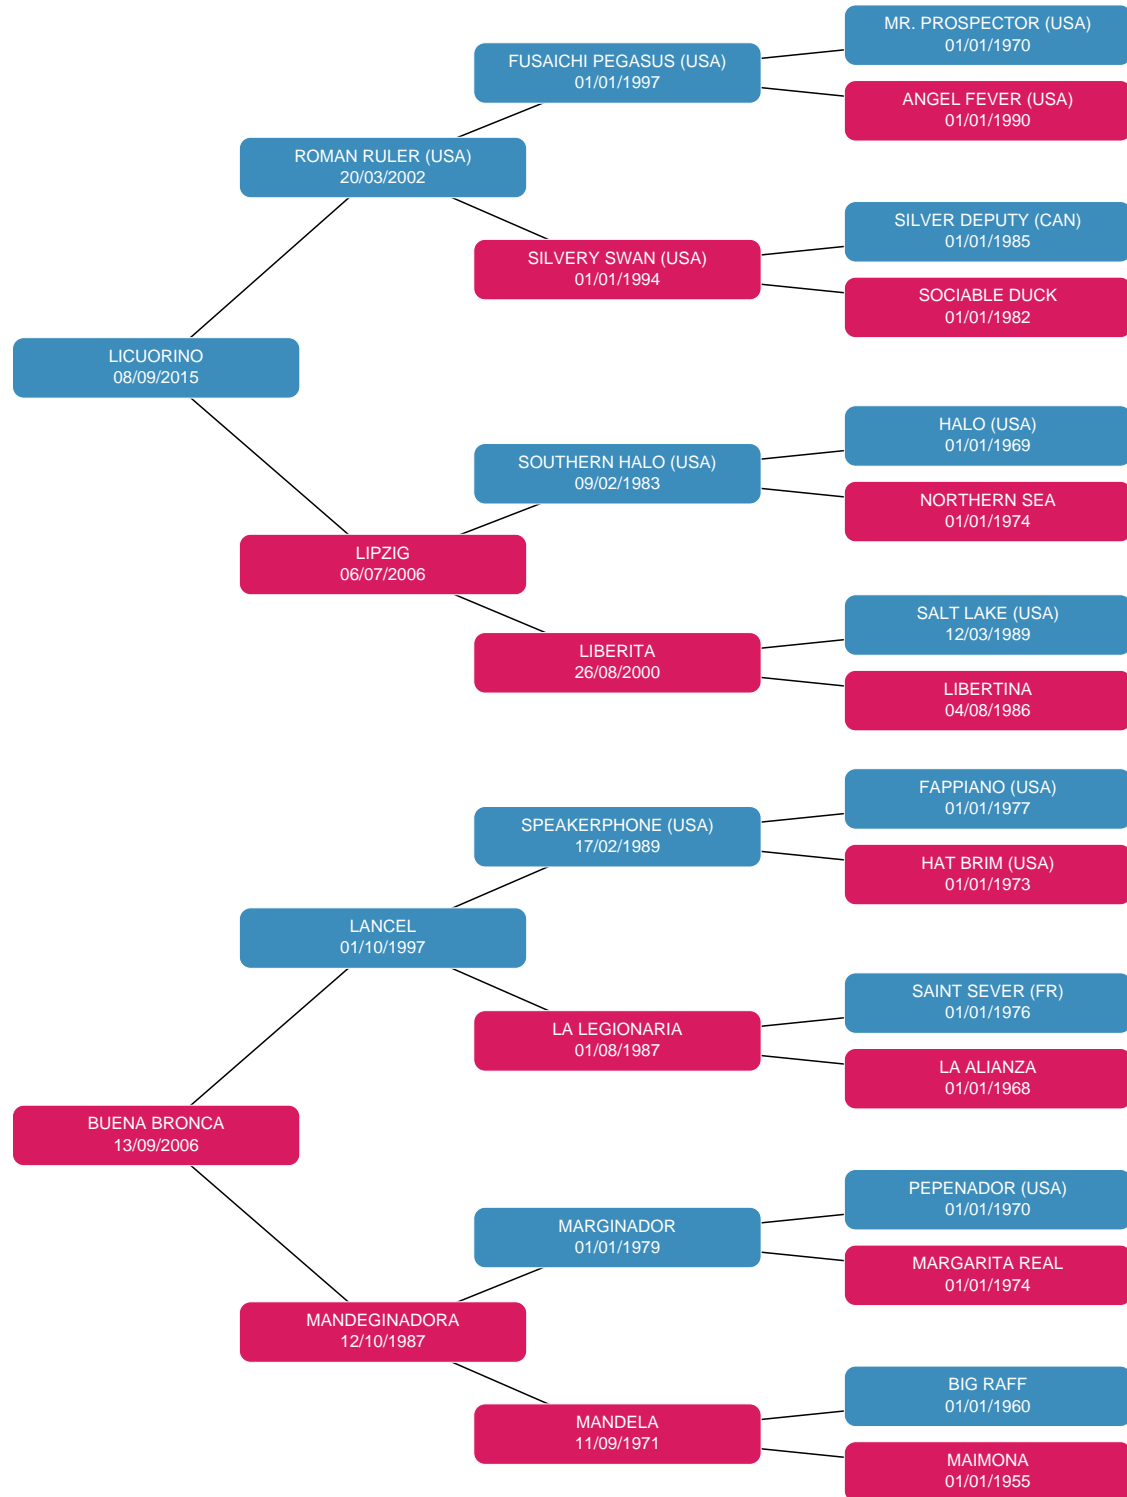 MR. PROSPECTOR (USA)
01/01/1970
FUSAICHI PEGASUS (USA)
01/01/1997
ANGEL FEVER (USA)
01/01/1990
ROMAN RULER (USA)
20/03/2002
SILVER DEPUTY (CAN)
01/01/1985
SILVERY SWAN (USA)
01/01/1994
SOCIABLE DUCK
01/01/1982
LICUORINO
08/09/2015
HALO (USA)
01/01/1969
SOUTHERN HALO (USA)
09/02/1983
NORTHERN SEA
01/01/1974
LIPZIG
06/07/2006
SALT LAKE (USA)
12/03/1989
LIBERITA
26/08/2000
LIBERTINA
04/08/1986
FAPPIANO (USA)
01/01/1977
SPEAKERPHONE (USA)
17/02/1989
HAT BRIM (USA)
01/01/1973
LANCEL
01/10/1997
SAINT SEVER (FR)
01/01/1976
LA LEGIONARIA
01/08/1987
LA ALIANZA
01/01/1968
BUENA BRONCA
13/09/2006
PEPENADOR (USA)
01/01/1970
MARGINADOR
01/01/1979
MARGARITA REAL
01/01/1974
MANDEGINADORA
12/10/1987
BIG RAFF
01/01/1960
MANDELA
11/09/1971
MAIMONA
01/01/1955